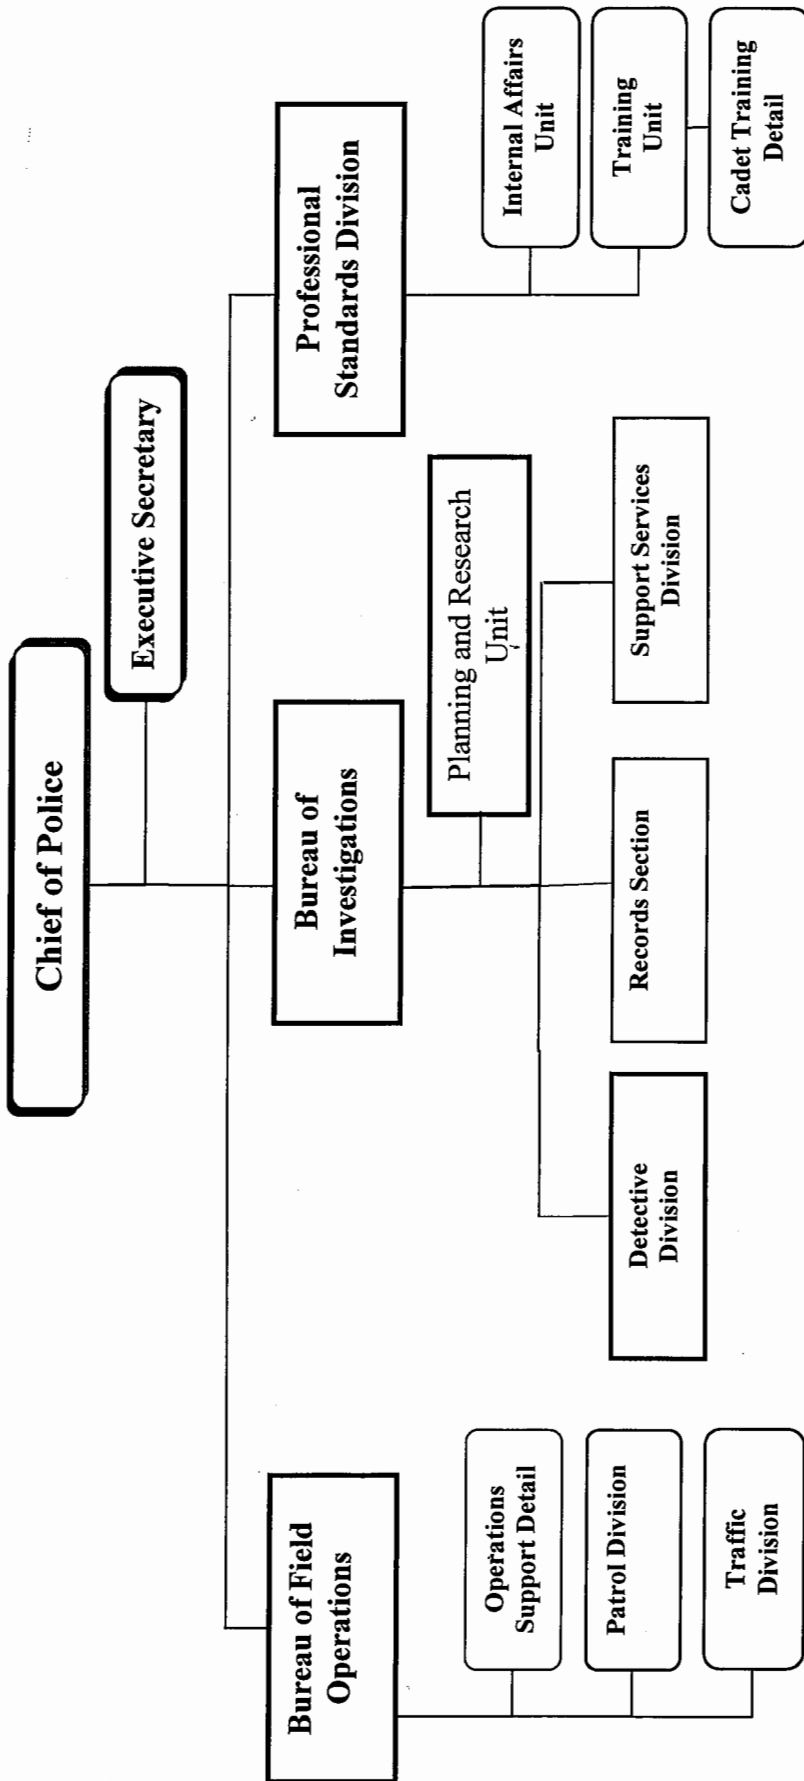 Chief of Police
Executive Secretary
Bureau of Field
Operations
Bureau of
Investigations
Professional
Standards Division
Operations
Support Detail
Patrol Division
Traffic
Division
Planning and Research
Unit
Detective
Division
Records Section
Support Services
Division
Internal Affairs
Unit
Training
Unit
Cadet Training
Detail